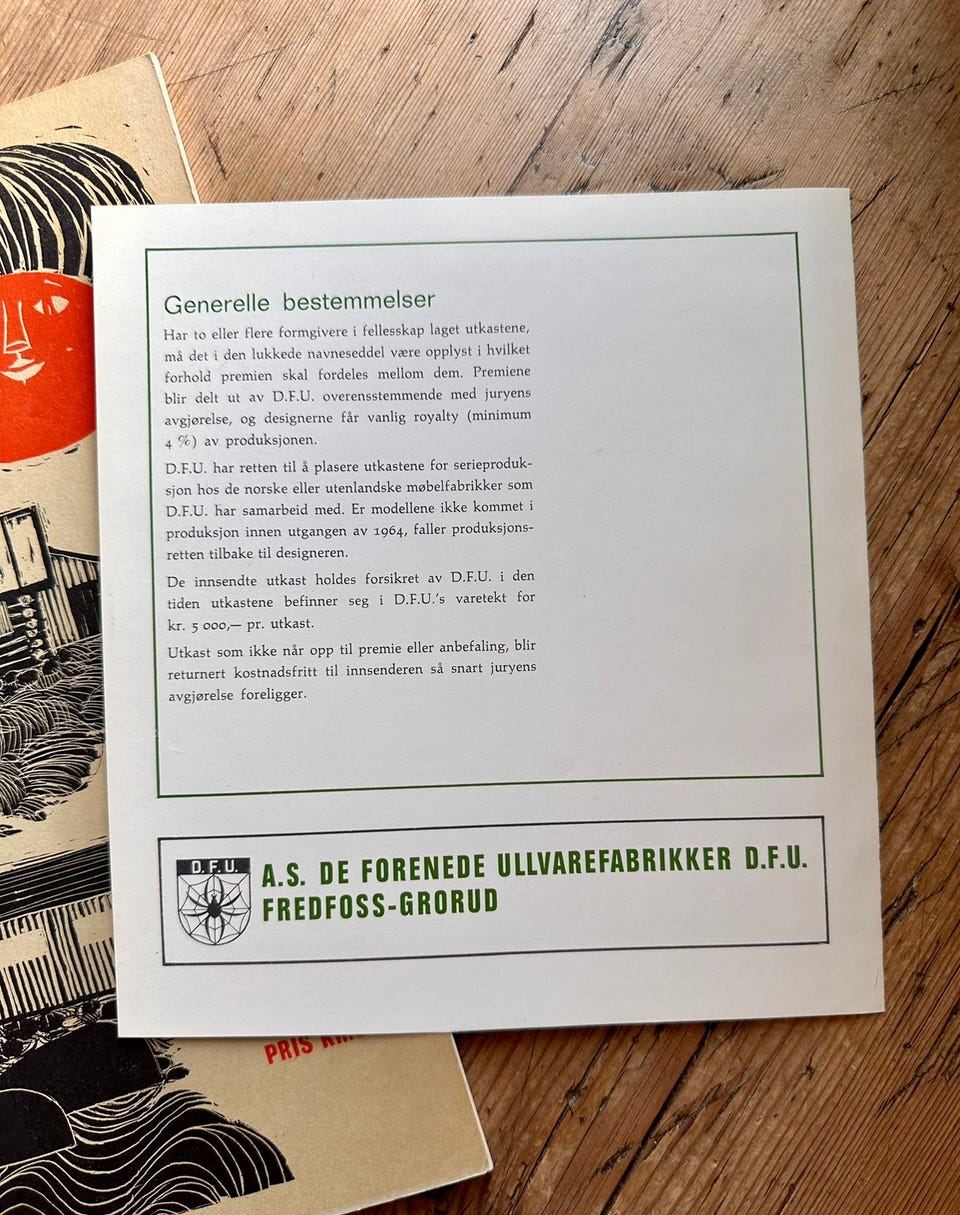 Generelle bestemmelser
Har to eller flere formgivere i fellesskap laget utkastene,
må det i den lukkede navneseddel være opplyst i hvilket
forhold premien skal fordeles mellom dem. Premiene
blir delt ut av D.F.U. overensstemmende med juryens
avgjørelse, og designerne får vanlig royalty (minimum
4 %) av produksjonen.
D.F.U. har retten til å plasere utkastene for serieproduk-
sjon hos de norske eller utenlandske møbelfabrikker som
D.F.U. har samarbeid med. Er modellene ikke kommet i
produksjon innen utgangen av 1964, faller produksjons-
retten tilbake til designeren.
De innsendte utkast holdes forsikret av D.F.U. i den
tiden utkastene befinner seg i D.F.U.'s varetekt for
kr. 5 000,— pr. utkast.
Utkast som ikke når opp til premie eller anbefaling, blir
returnert kostnadsfritt til innsenderen så snart juryens
avgjørelse foreligger.
D.F.U.
A.S. DE FORENEDE ULLVAREFABRIKKER D.F.U.
FREDFOSS-GRORUD
PRIS